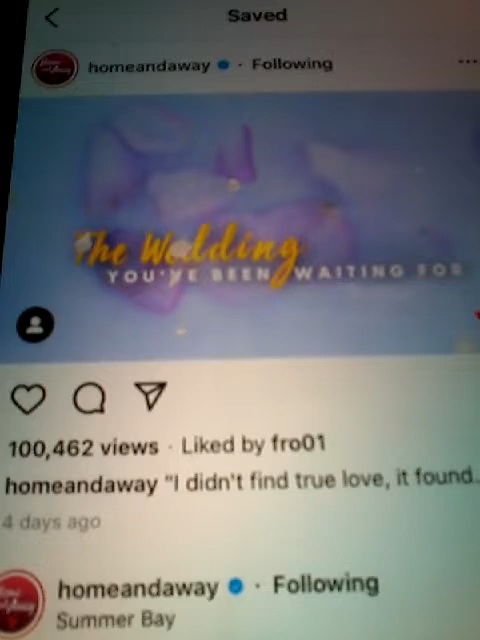 Saved
homeandaway · Following
The Wedding
YOU'VE BEEN WAITING FOR
100,462 views · Liked by fro01
homeandaway "I didn't find true love, it found...
4 days ago
homeandaway · Following
Summer Bay